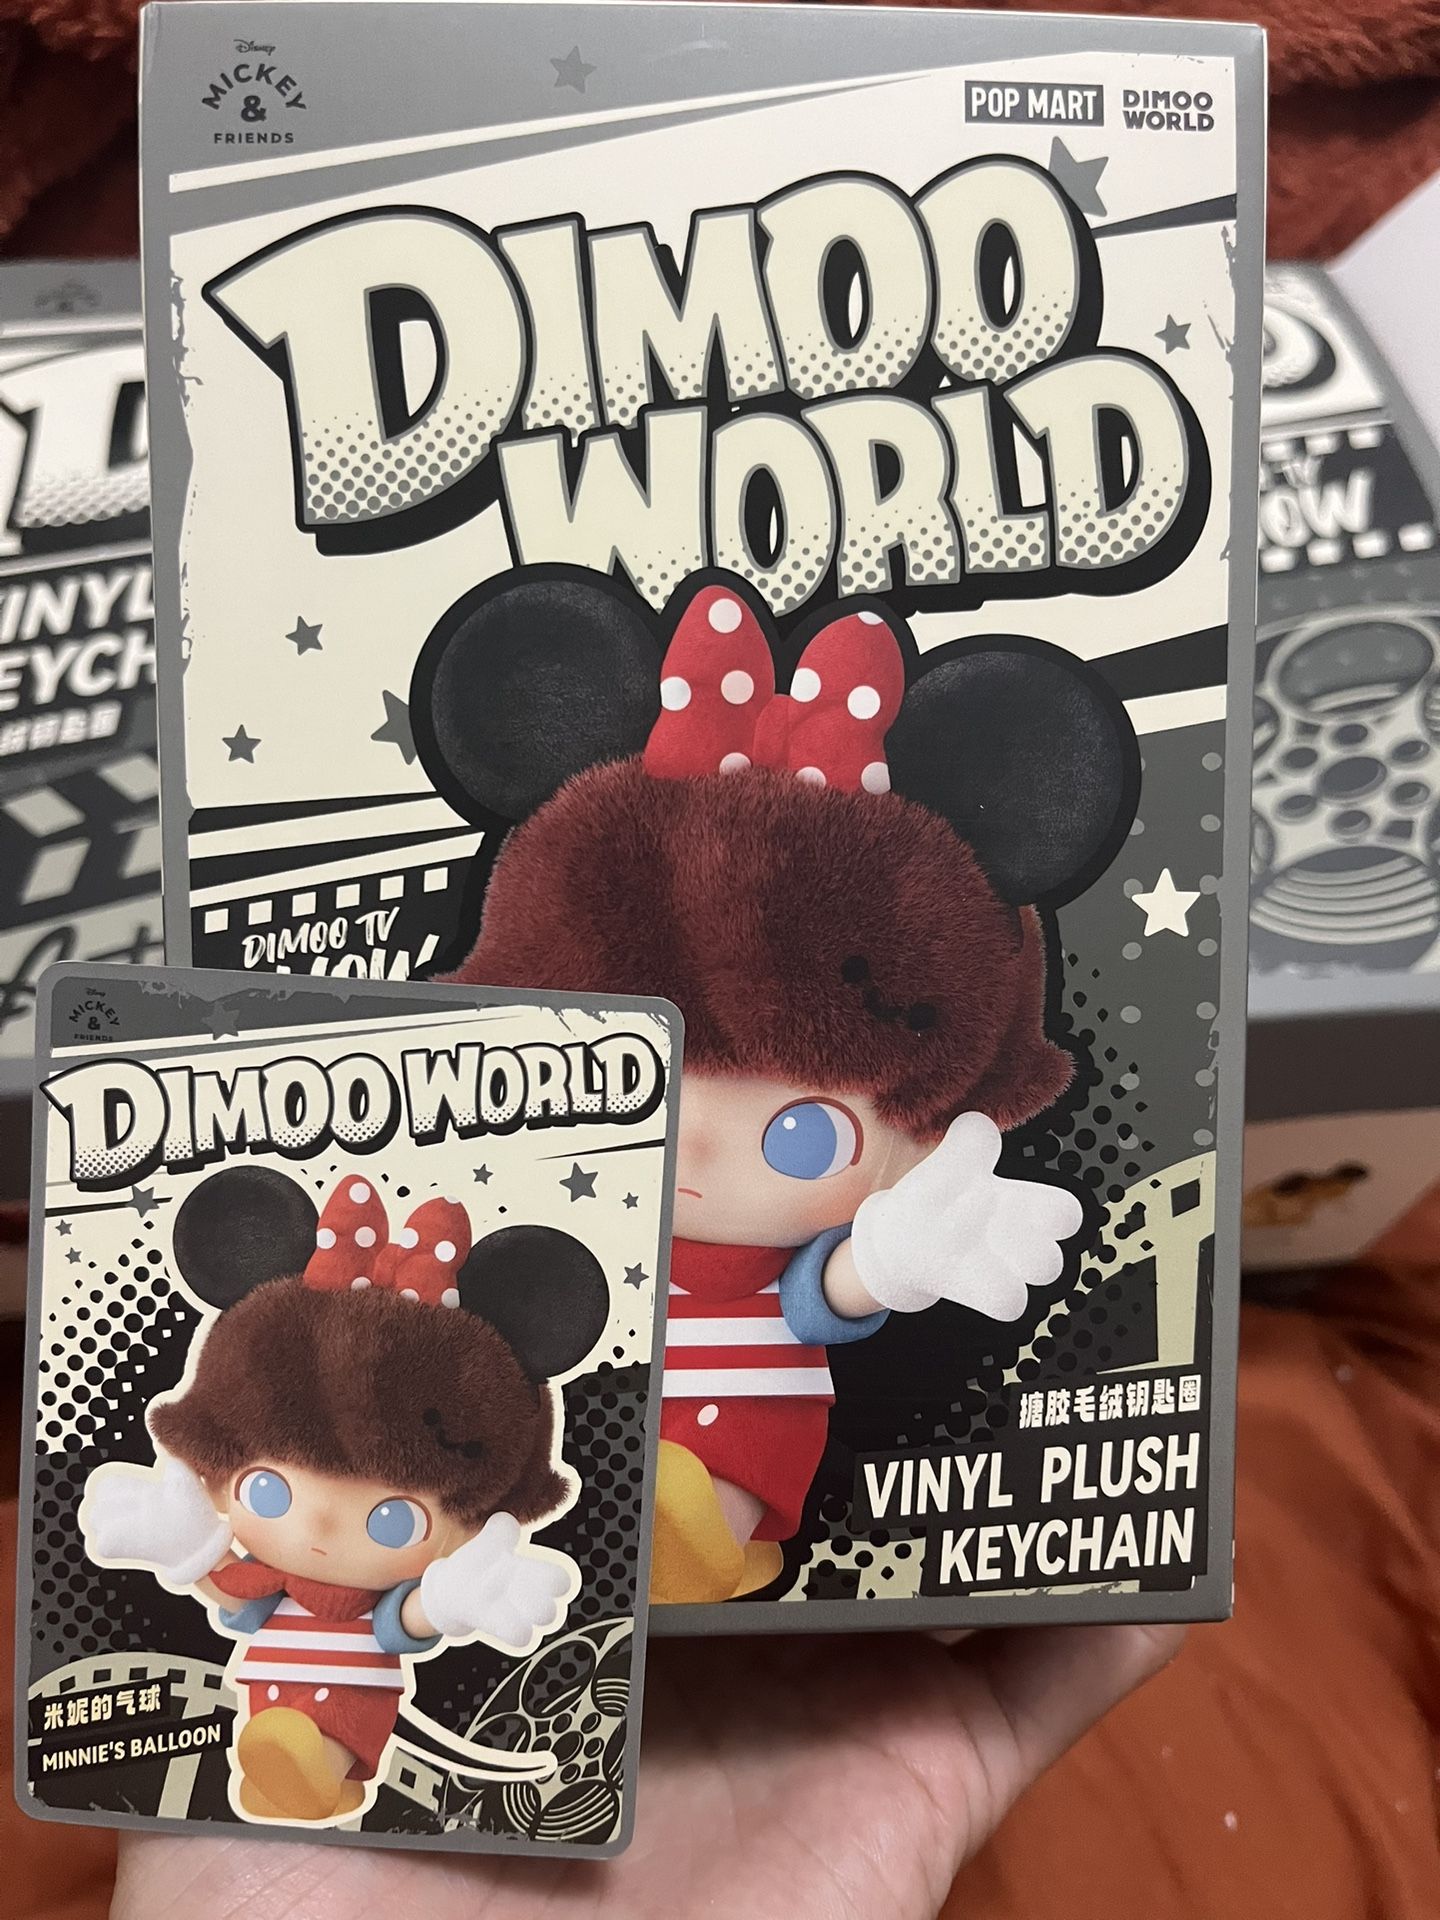 Disney
MICKEY
&
FRIENDS
POP MART
DIMOO
WORLD
DIMOO
WORLD
DIMOO TV
搪胶毛绒钥匙圈
VINYL PLUSH
KEYCHAIN
Disney
MICKEY
&
FRIENDS
DIMOO WORLD
米妮的气球
MINNIE'S BALLOON